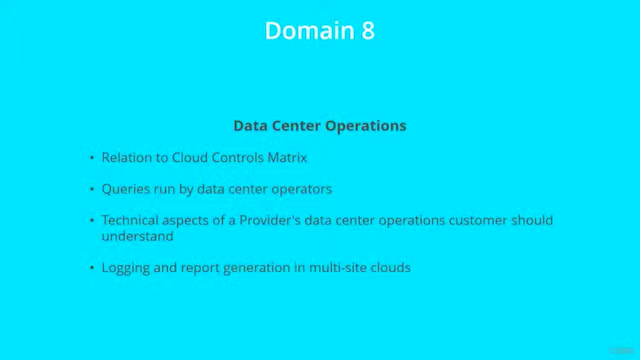 Domain 8
Data Center Operations
• Relation to Cloud Controls Matrix
• Queries run by data center operators
• Technical aspects of a Provider's data center operations customer should
understand
• Logging and report generation in multi-site clouds